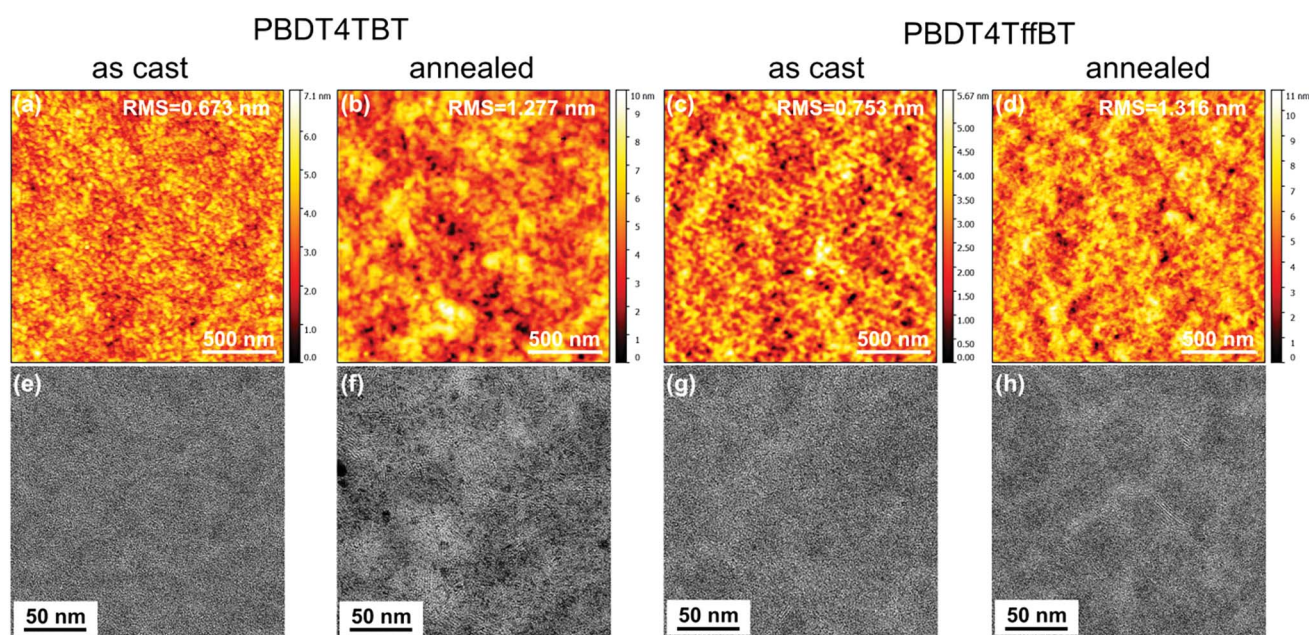 PBDT4TBT
PBDT4TffBT
as cast
annealed
as cast
annealed
(a)
RMS=0.673 nm
500 nm
7.1 nm
6.0
5.0
4.0
3.0
2.0
1.0
0.0
(b)
RMS=1.277 nm
500 nm
10 nm
9
8
7
6
5
4
3
2
1
0
(c)
RMS=0.753 nm
500 nm
5.67 nm
5.00
4.50
4.00
3.50
3.00
2.50
2.00
1.50
1.00
0.50
0.00
(d)
RMS=1.316 nm
500 nm
11 nm
10
9
8
7
6
5
4
3
2
1
0
(e)
50 nm
(f)
50 nm
(g)
50 nm
(h)
50 nm